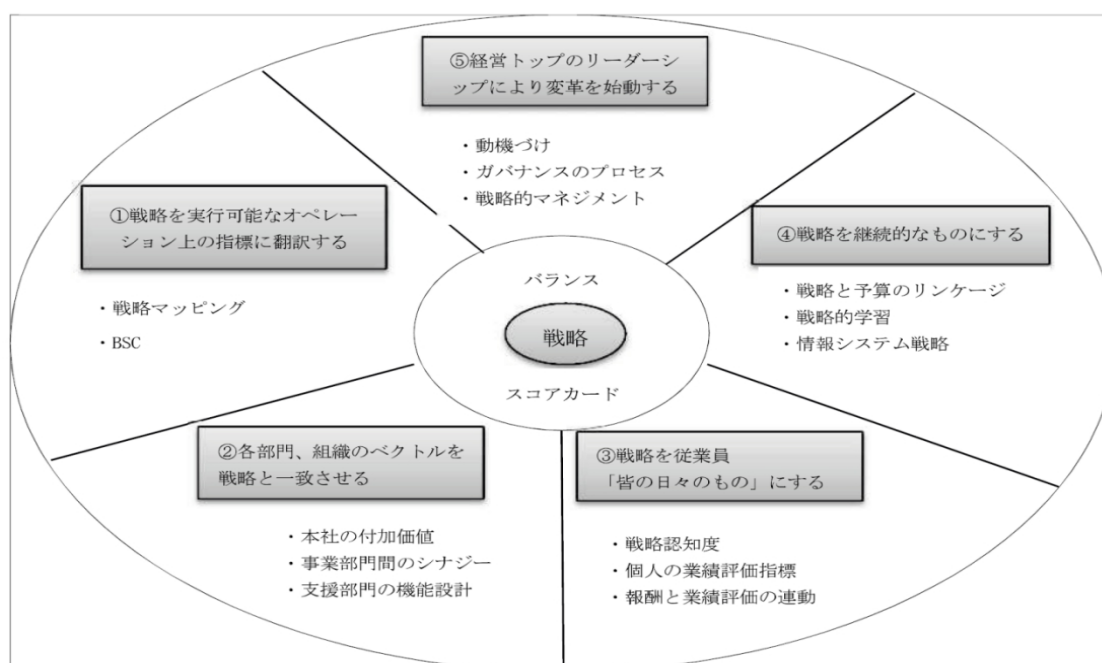 ⑤経営トップのリーダーシ
ップにより変革を始動する
・動機づけ
・ガバナンスのプロセス
・戦略的マネジメント
①戦略を実行可能なオペレー
ション上の指標に翻訳する
・戦略マッピング
・BSC
④戦略を継続的なものにする
・戦略と予算のリンケージ
・戦略的学習
・情報システム戦略
バランス
戦略
スコアカード
②各部門、組織のベクトルを
戦略と一致させる
・本社の付加価値
・事業部門間のシナジー
・支援部門の機能設計
③戦略を従業員
「皆の日々のもの」にする
・戦略認知度
・個人の業績評価指標
・報酬と業績評価の連動